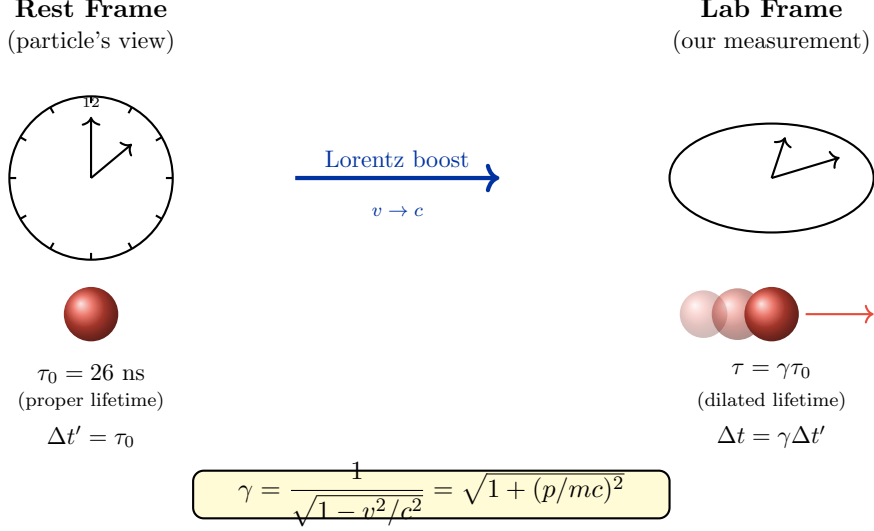 Rest Frame
(particle's view)
Lab Frame
(our measurement)
12
Lorentz boost
v → c
τ₀ = 26 ns
(proper lifetime)
Δt′ = τ₀
τ = γτ₀
(dilated lifetime)
Δt = γΔt′
γ = 1/√(1 − v²/c²) = √(1 + (p/mc)²)